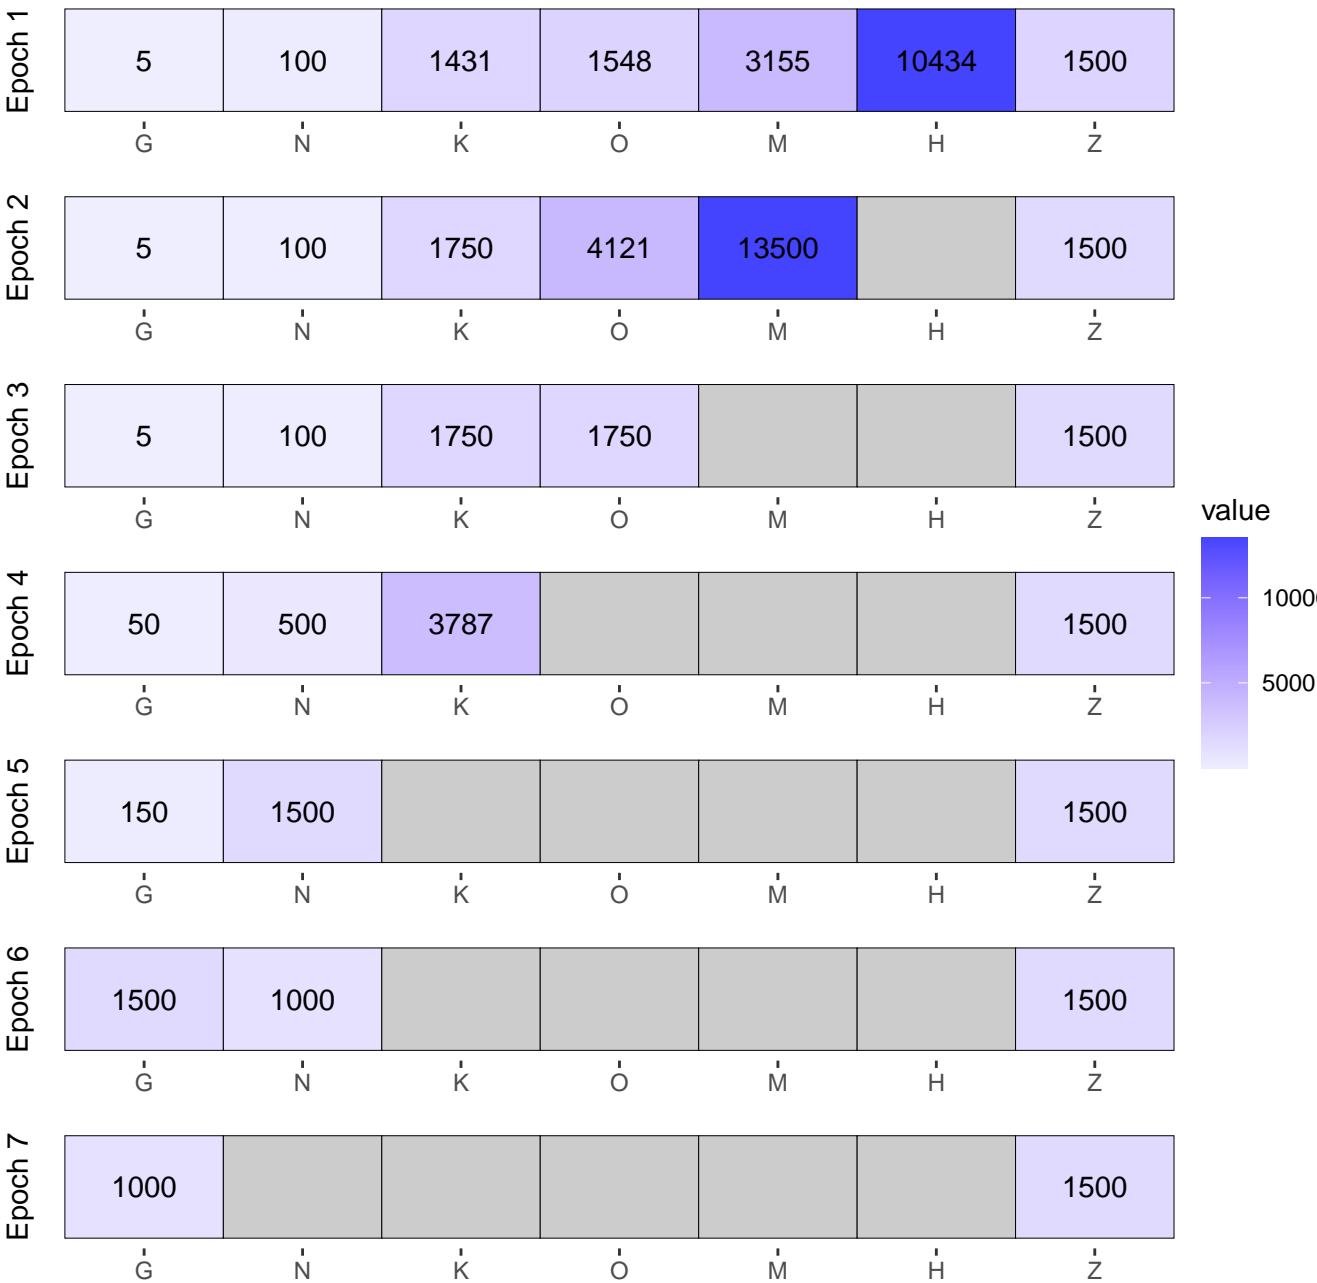 Epoch 1
5 100 1431 1548 3155 10434 1500
G N K O M H Z
Epoch 2
5 100 1750 4121 13500 1500
G N K O M H Z
Epoch 3
5 100 1750 1750 1500
G N K O M H Z
value
10000
5000
Epoch 4
50 500 3787 1500
G N K O M H Z
Epoch 5
150 1500 1500
G N K O M H Z
Epoch 6
1500 1000 1500
G N K O M H Z
Epoch 7
1000 1500
G N K O M H Z